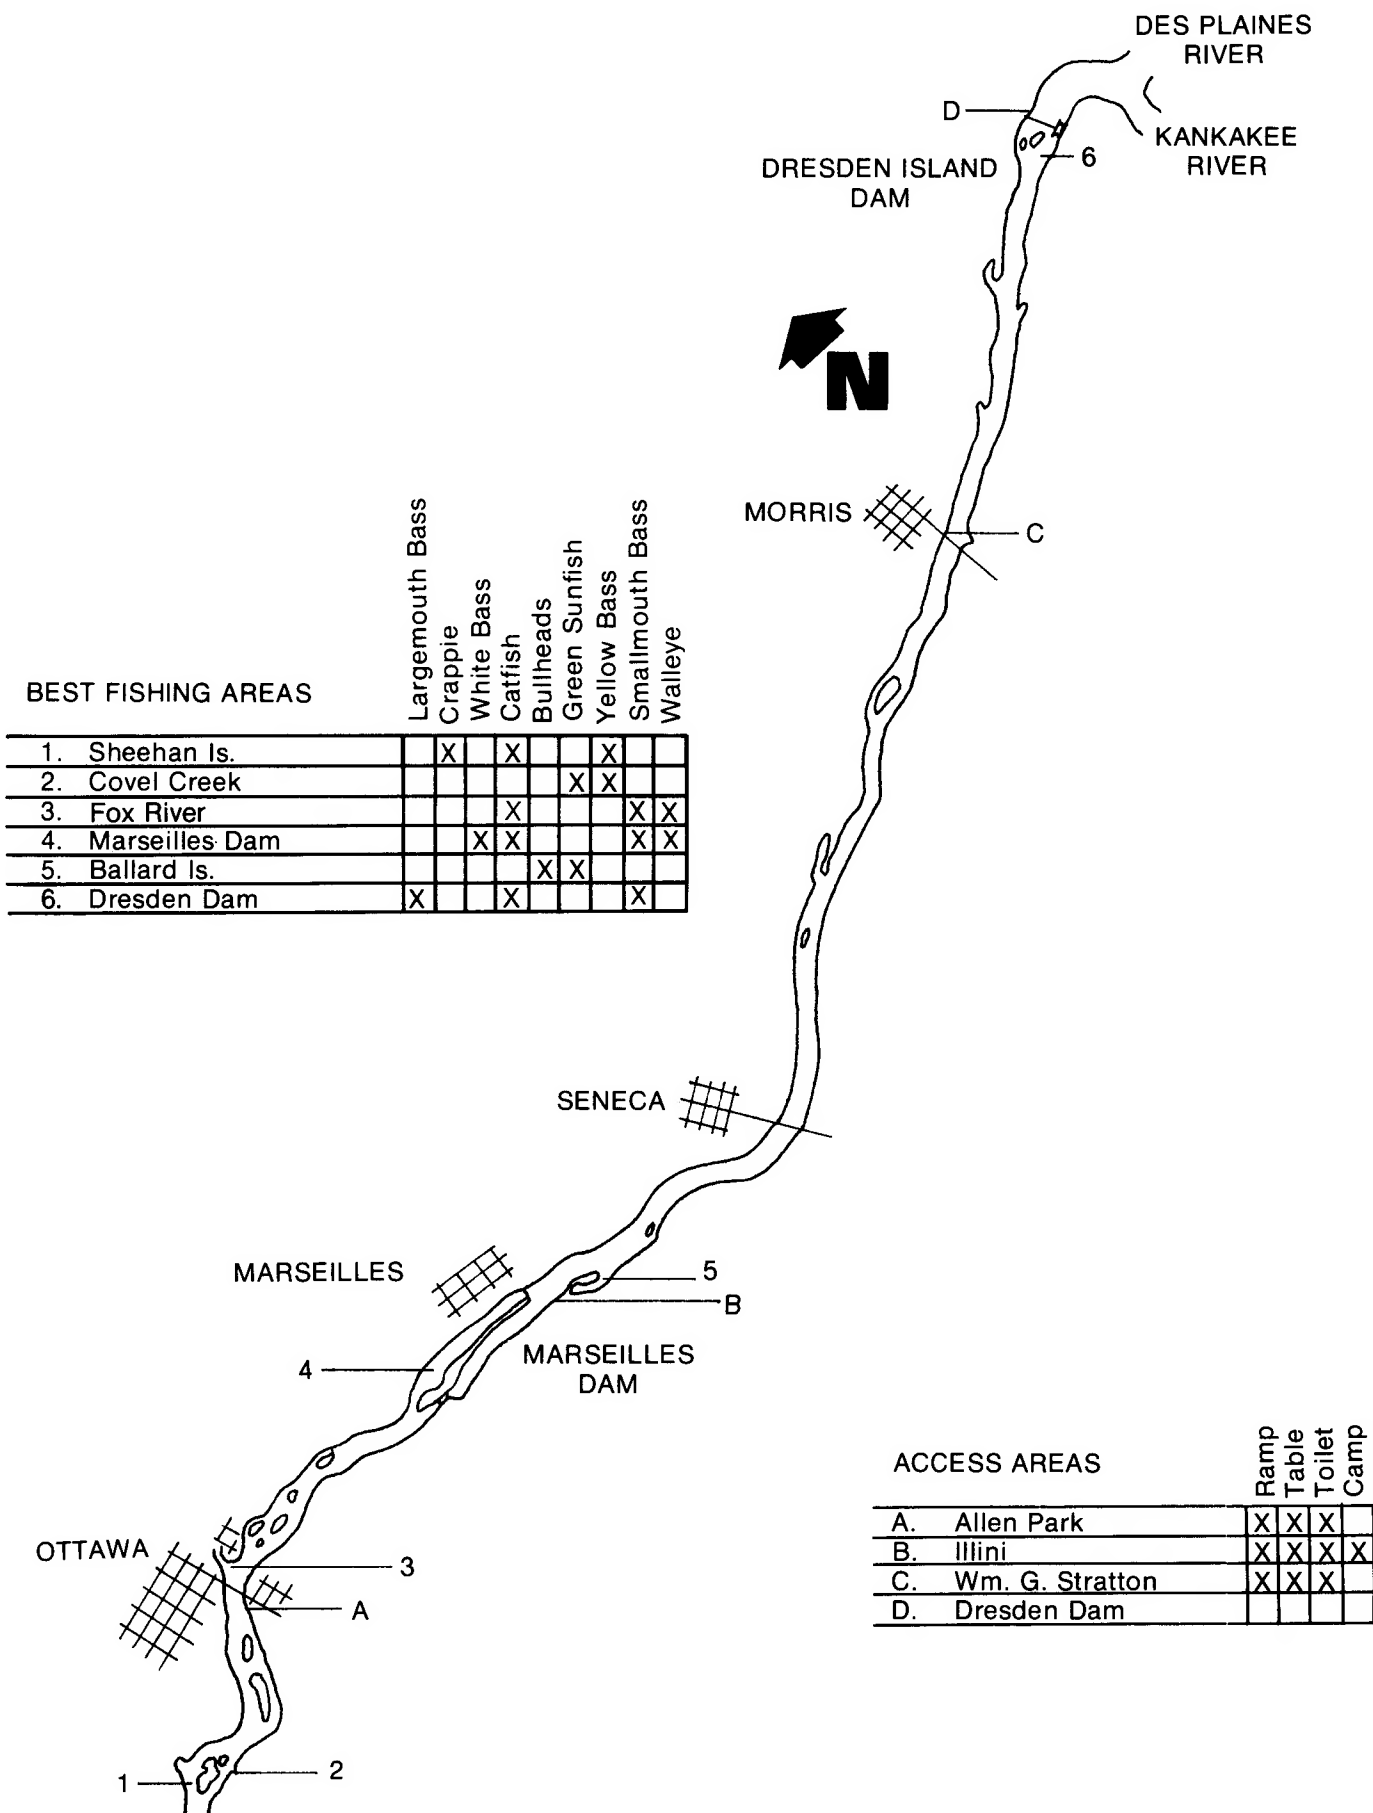 DES PLAINES
RIVER
D
KANKAKEE
RIVER
6
DRESDEN ISLAND
DAM
N
MORRIS
C
BEST FISHING AREAS
Largemouth Bass
Crappie
White Bass
Catfish
Bullheads
Green Sunfish
Yellow Bass
Smallmouth Bass
Walleye
1. Sheehan Is. X X X
2. Covel Creek X X
3. Fox River X X X
4. Marseilles Dam X X X X
5. Ballard Is. X X
6. Dresden Dam X X X
SENECA
MARSEILLES
5
B
MARSEILLES
DAM
4
ACCESS AREAS
Ramp
Table
Toilet
Camp
A. Allen Park X X X
B. Illini X X X X
C. Wm. G. Stratton X X X
D. Dresden Dam
OTTAWA
3
A
2
1